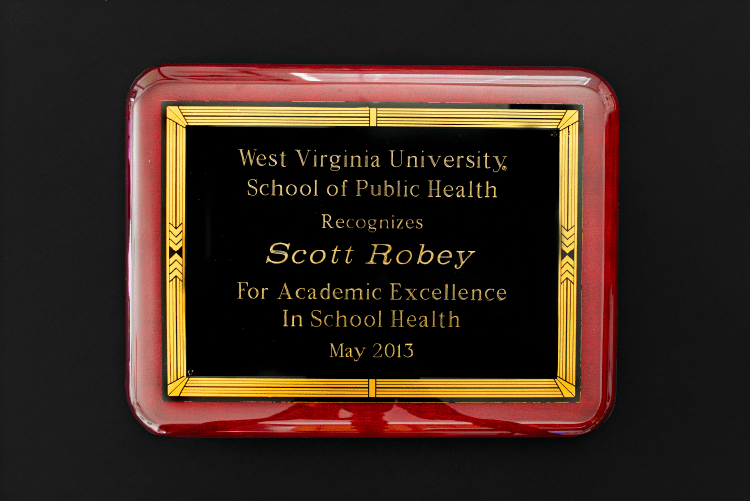 West Virginia University®
School of Public Health
Recognizes
Scott Robey
For Academic Excellence
In School Health
May 2013